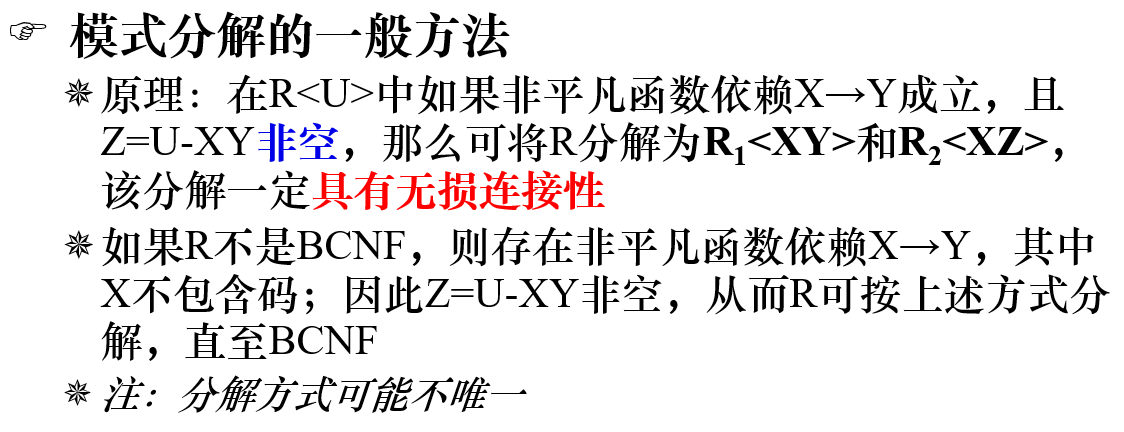 ☞ 模式分解的一般方法
✵ 原理：在R<U>中如果非平凡函数依赖X→Y成立，且
Z=U-XY非空，那么可将R分解为R₁<XY>和R₂<XZ>，
该分解一定具有无损连接性
✵ 如果R不是BCNF，则存在非平凡函数依赖X→Y，其中
X不包含码；因此Z=U-XY非空，从而R可按上述方式分
解，直至BCNF
✵ 注：分解方式可能不唯一